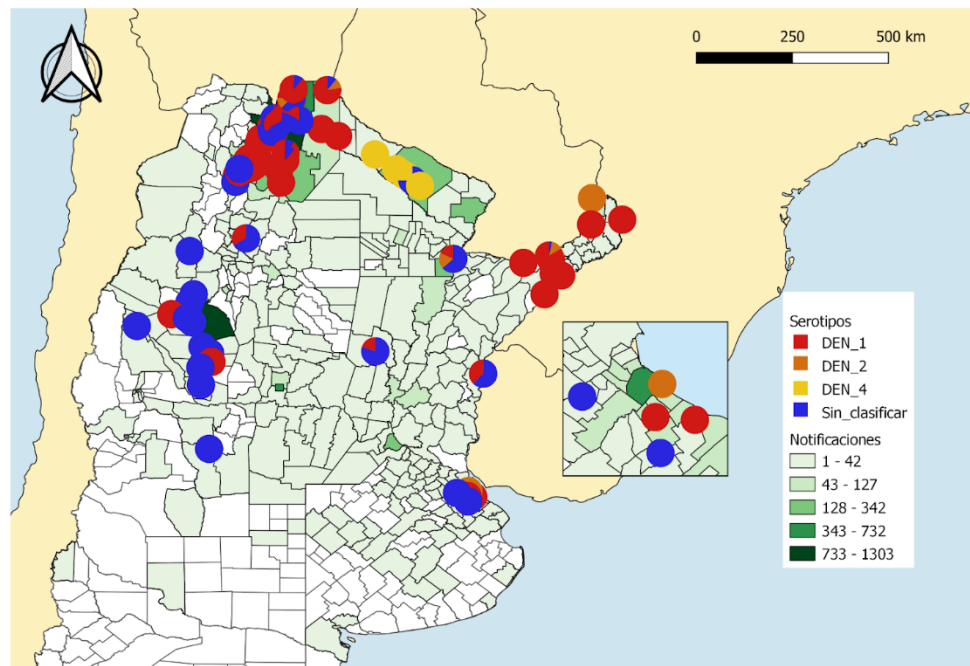 0 250 500 km
Serotipos
DEN_1
DEN_2
DEN_4
Sin_clasificar
Notificaciones
1 - 42
43 - 127
128 - 342
343 - 732
733 - 1303